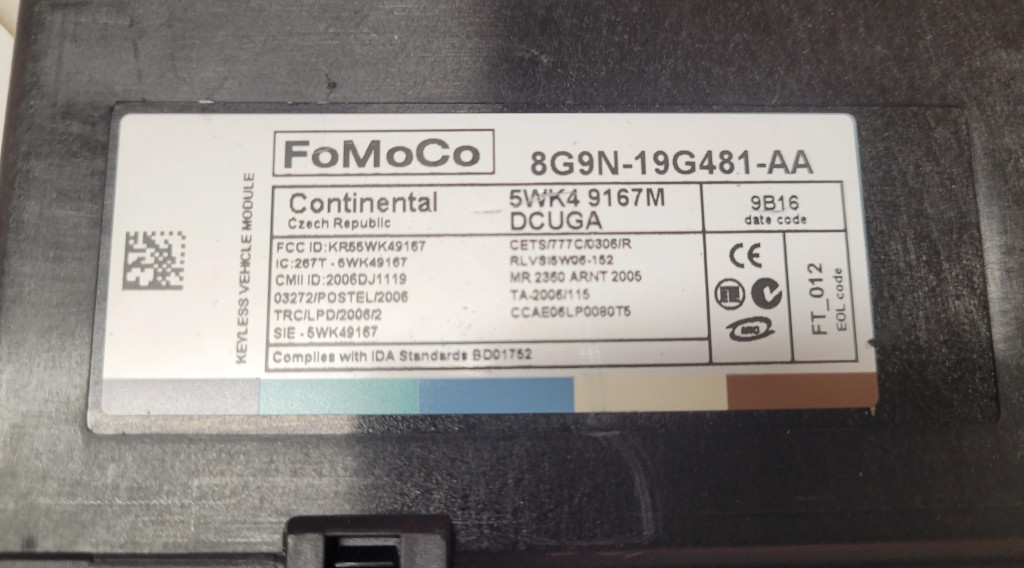 FoMoCo
8G9N-19G481-AA
KEYLESS VEHICLE MODULE
Continental
Czech Republic
5WK4 9167M
DCUGA
9B16
date code
FCC ID:KR55WK49167
IC:267T - 5WK49167
CMII ID:2006DJ1119
03272/POSTEL/2006
TRC/LPD/2006/2
SIE - 5WK49167
CETS/777C/0306/R
RLVSI5W06-152
MR 2360 ARNT 2005
TA-2006/115
CCAE06LP0080T5
CE
FT_012
EOL code
Complies with IDA Standards BD01752